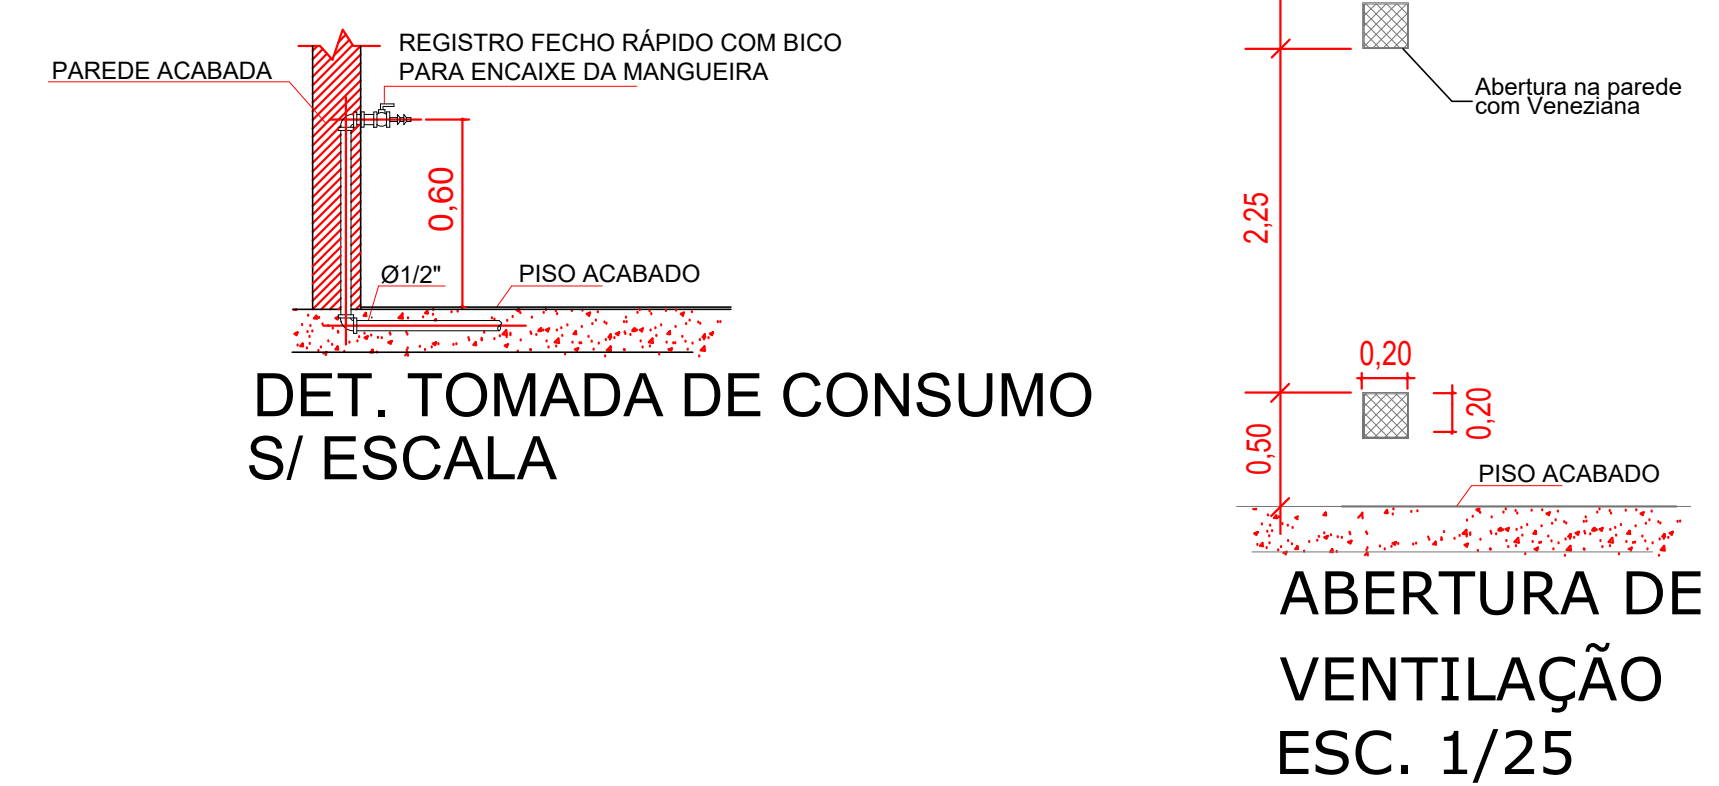 PAREDE ACABADA
REGISTRO FECHO RÁPIDO COM BICO
PARA ENCAIXE DA MANGUEIRA
0,60
Ø1/2"
PISO ACABADO
DET. TOMADA DE CONSUMO
S/ ESCALA
Abertura na parede
com Veneziana
2,25
0,20
0,20
0,50
PISO ACABADO
ABERTURA DE
VENTILAÇÃO
ESC. 1/25